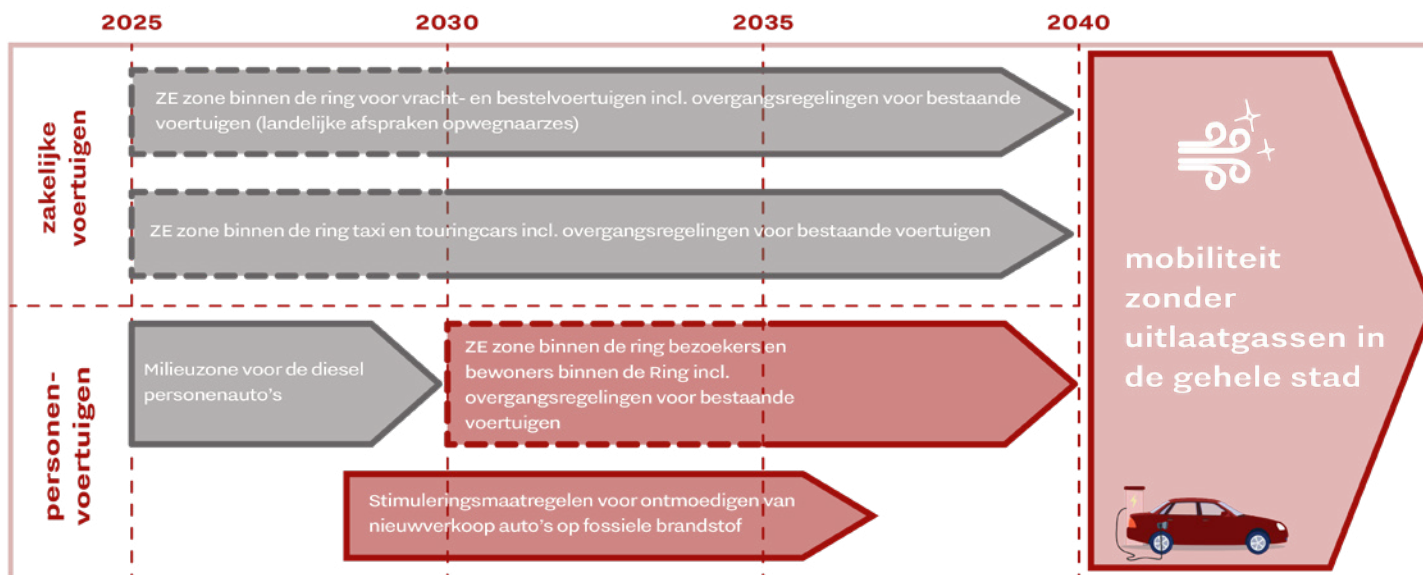 2025 2030 2035 2040
zakelijke
voertuigen
ZE zone binnen de ring voor vracht- en bestelvoertuigen incl. overgangsregelingen voor bestaande
voertuigen (landelijke afspraken opwegnaarzes)
ZE zone binnen de ring taxi en touringcars incl. overgangsregelingen voor bestaande voertuigen
personen-
voertuigen
Milieuzone voor de diesel
personenauto's
ZE zone binnen de ring bezoekers en
bewoners binnen de Ring incl.
overgangsregelingen voor bestaande
voertuigen
Stimuleringsmaatregelen voor ontmoedigen van
nieuwverkoop auto's op fossiele brandstof
mobiliteit
zonder
uitlaatgassen in
de gehele stad